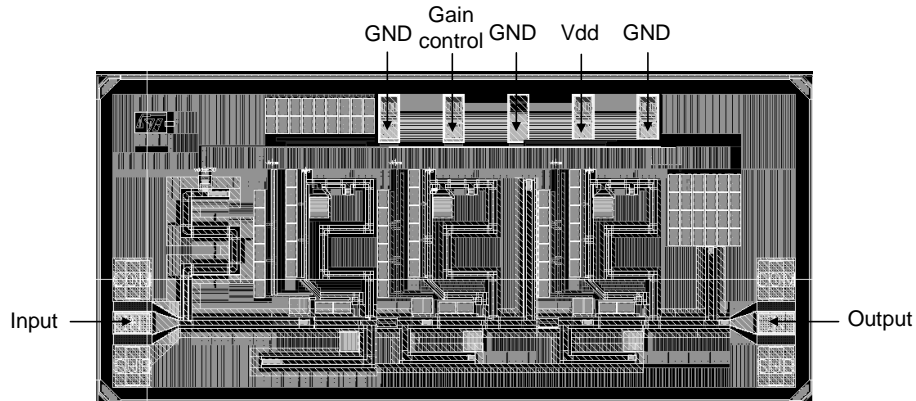 Gain
control
GND
GND
Vdd
GND
Input
Output